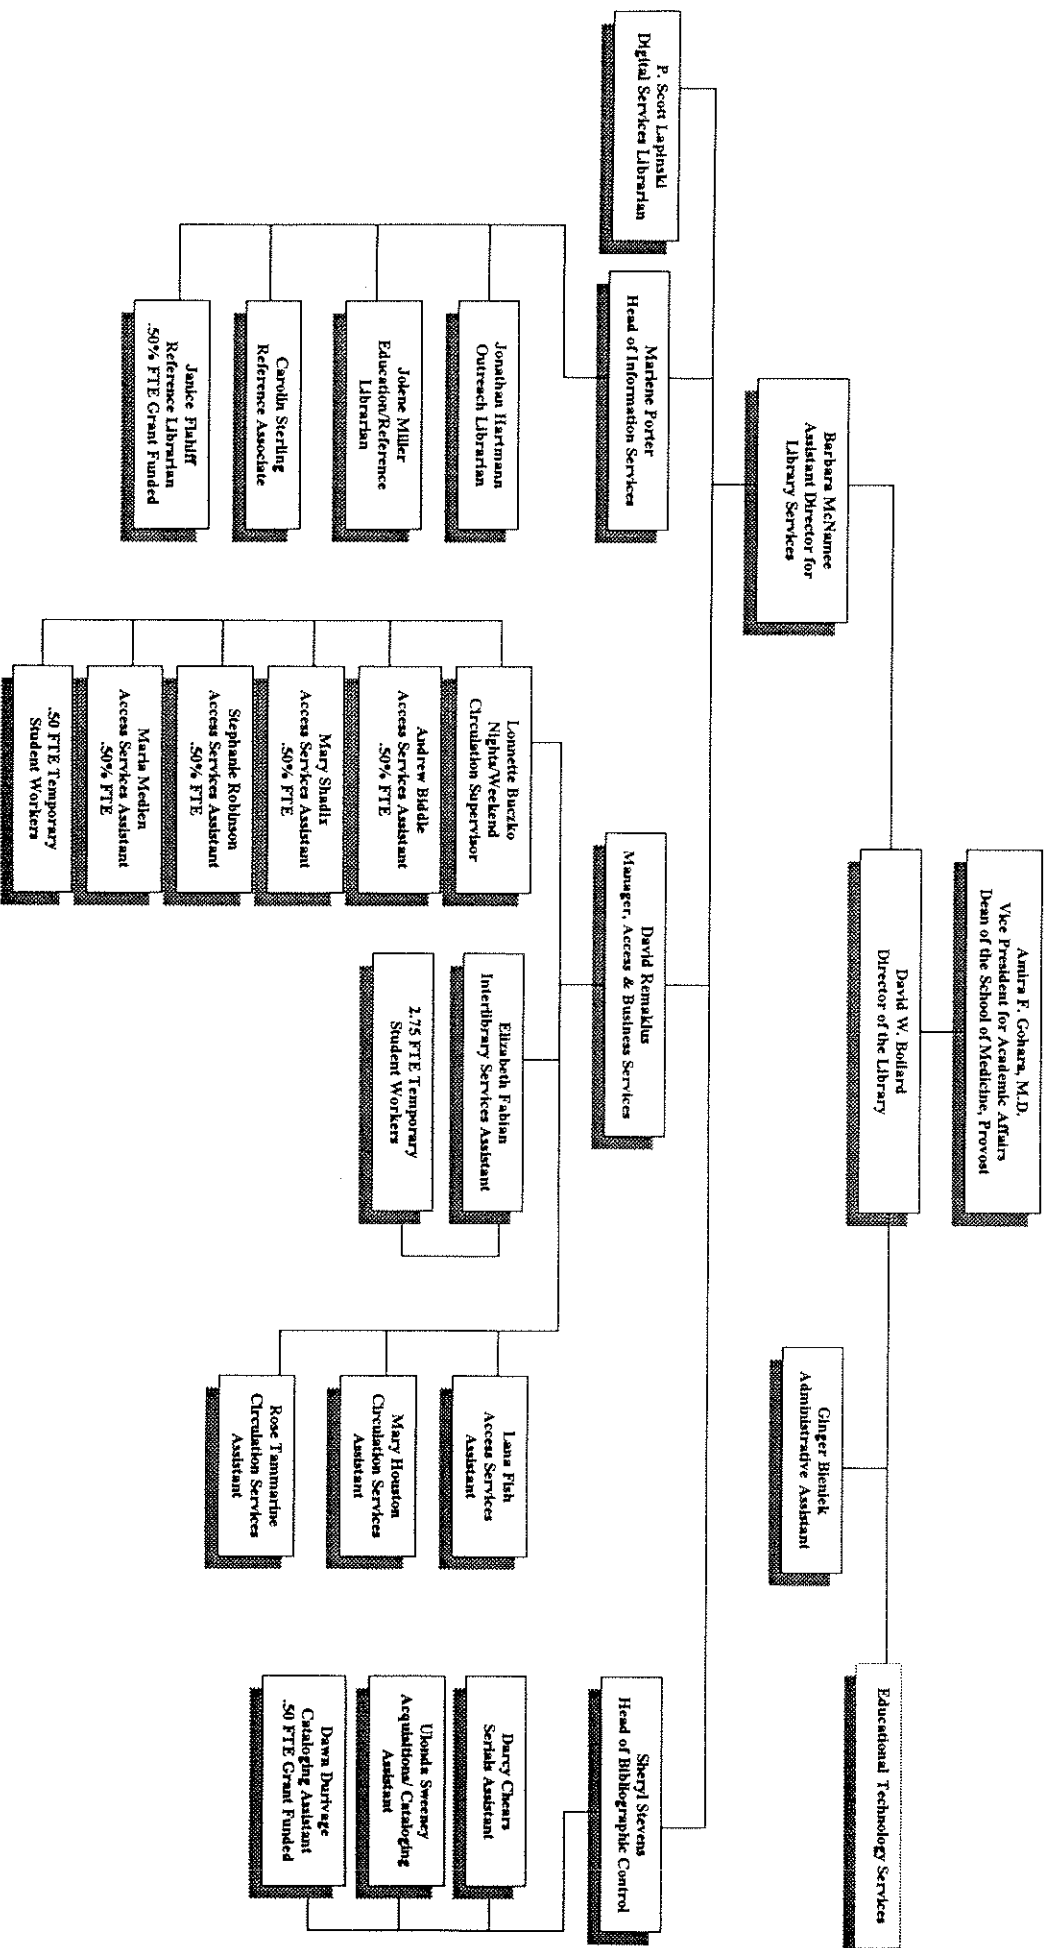 Amira F. Gohara, M.D.
Vice President for Academic Affairs
Dean of the School of Medicine, Provost
David W. Boilard
Director of the Library
Ginger Bieniek
Administrative Assistant
Educational Technology Services
Barbara McNamee
Assistant Director for
Library Services
P. Scott Lapinski
Digital Services Librarian
Marlene Porter
Head of Information Services
Jonathan Hartmann
Outreach Librarian
Jolene Miller
Education/Reference
Librarian
Carolin Sterling
Reference Associate
Janice Flahiff
Reference Librarian
.50% FTE Grant Funded
David Remaklus
Manager, Access & Business Services
Lonnette Buczko
Nights/Weekend
Circulation Supervisor
Andrew Biddle
Access Services Assistant
.50% FTE
Mary Shadix
Access Services Assistant
.50% FTE
Stephanie Robinson
Access Services Assistant
.50% FTE
Maria Medlen
Access Services Assistant
.50% FTE
.50 FTE Temporary
Student Workers
Elizabeth Fabian
Interlibrary Services Assistant
2.75 FTE Temporary
Student Workers
Lana Fish
Access Services
Assistant
Mary Houston
Circulation Services
Assistant
Rose Tammarine
Circulation Services
Assistant
Sheryl Stevens
Head of Bibliographic Control
Darcy Chears
Serials Assistant
Ulonda Sweeney
Acquisitions/ Cataloging
Assistant
Dawn Durivage
Cataloging Assistant
.50 FTE Grant Funded